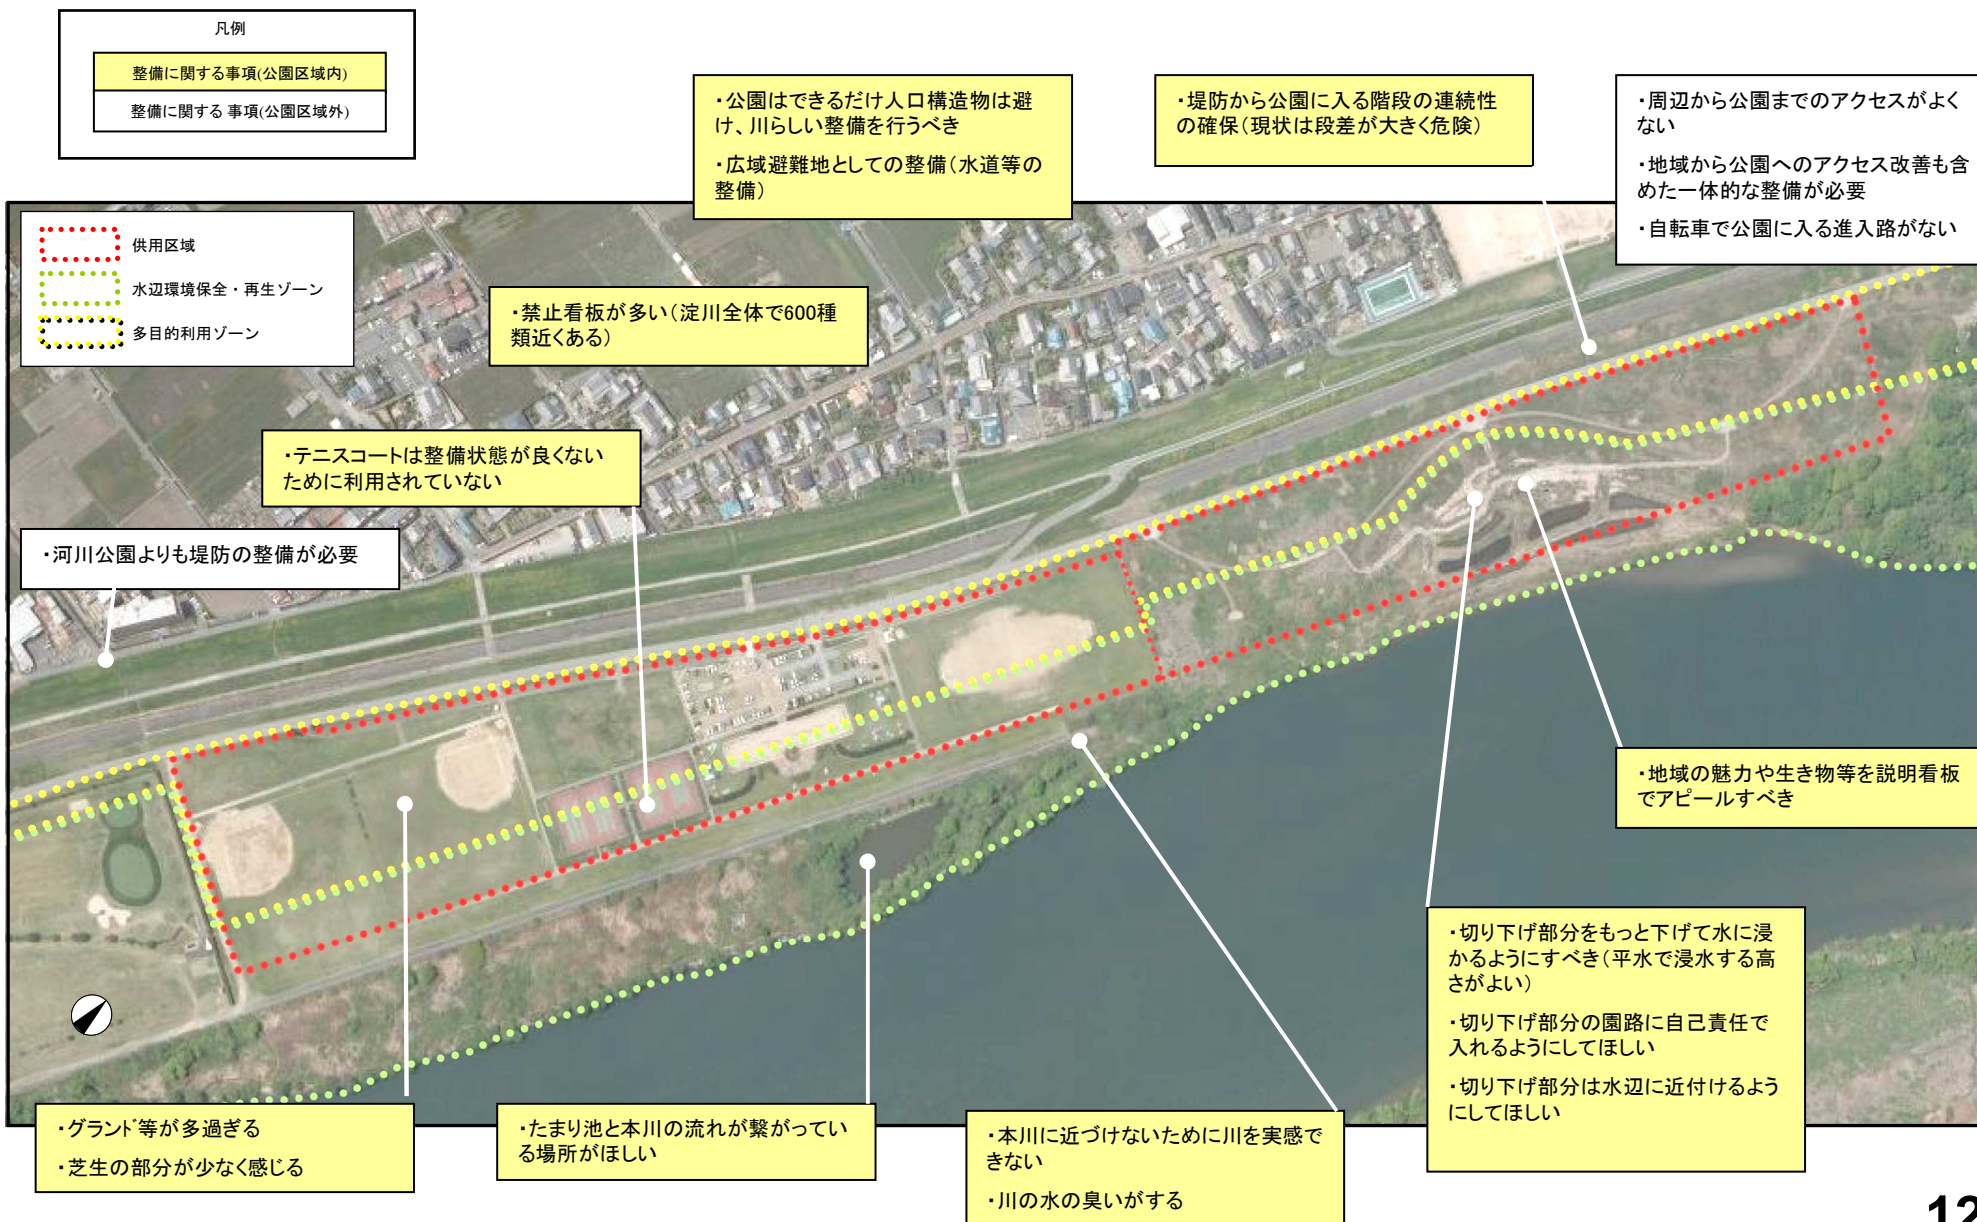 凡例
整備に関する事項(公園区域内)
整備に関する 事項(公園区域外)
・公園はできるだけ人口構造物は避
け、川らしい整備を行うべき
・広域避難地としての整備(水道等の
整備)
・堤防から公園に入る階段の連続性
の確保(現状は段差が大きく危険)
・周辺から公園までのアクセスがよく
ない
・地域から公園へのアクセス改善も含
めた一体的な整備が必要
・自転車で公園に入る進入路がない
供用区域
水辺環境保全・再生ゾーン
多目的利用ゾーン
・禁止看板が多い(淀川全体で600種
類近くある)
・テニスコートは整備状態が良くない
ために利用されていない
・河川公園よりも堤防の整備が必要
・地域の魅力や生き物等を説明看板
でアピールすべき
・切り下げ部分をもっと下げて水に浸
かるようにすべき(平水で浸水する高
さがよい)
・切り下げ部分の園路に自己責任で
入れるようにしてほしい
・切り下げ部分は水辺に近付けるよう
にしてほしい
・グランド゙等が多過ぎる
・芝生の部分が少なく感じる
・たまり池と本川の流れが繋がってい
る場所がほしい
・本川に近づけないために川を実感で
きない
・川の水の臭いがする
12